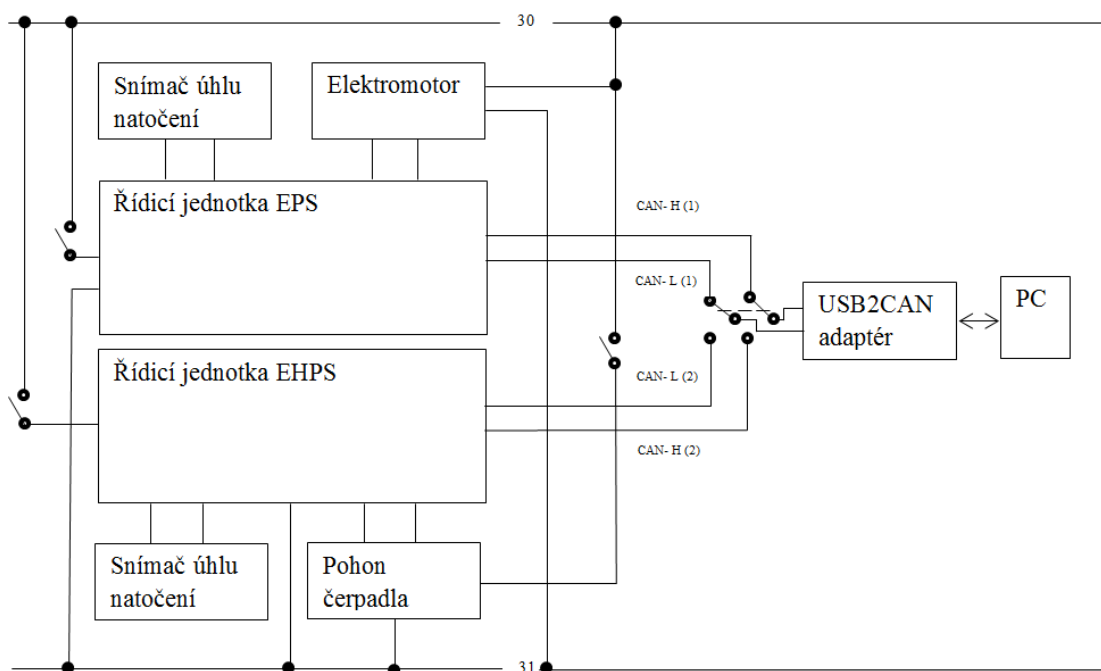 30
Snímač úhlu
natočení
Elektromotor
Řídicí jednotka EPS
CAN- H (1)
CAN- L (1)
USB2CAN
adaptér
PC
Řídicí jednotka EHPS
CAN- L (2)
CAN- H (2)
Snímač úhlu
natočení
Pohon
čerpadla
31